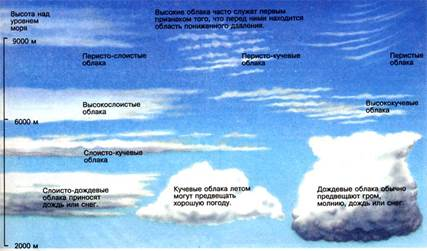 Высота над
уровнем
моря
Высокие облака часто служат первым
признаком того, что перед ними находится
область пониженного давления.
9000 м
Перисто-слоистые
облака
Перисто-кучевые
облака
Перистые
облака
Высокослоистые
облака
Высококучевые
облака
6000 м
Слоисто-кучевые
облака
Слоисто-дождевые
облака приносят
дождь или снег.
Кучевые облака летом
могут предвещать
хорошую погоду.
Дождевые облака обычно
предвещают гром,
молнию, дождь или снег.
2000 м